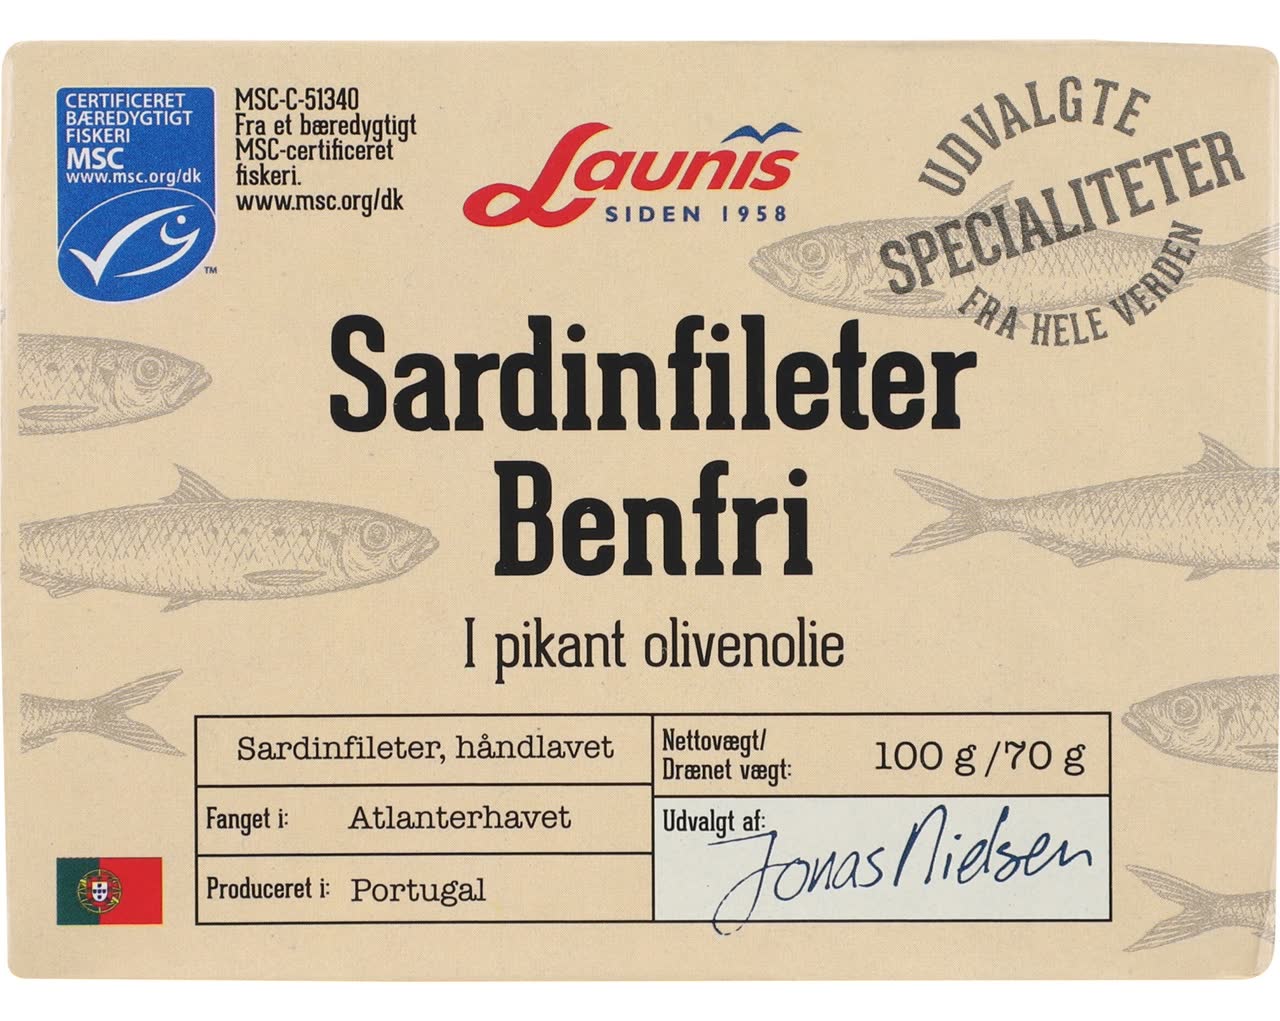 CERTIFICERET
BÆREDYGTIGT
FISKERI
MSC
www.msc.org/dk
TM
MSC-C-51340
Fra et bæredygtigt
MSC-certificeret
fiskeri.
www.msc.org/dk
Launis
SIDEN 1958
UDVALGTE
SPECIALITETER
FRA HELE VERDEN
Sardinfileter
Benfri
I pikant olivenolie
Sardinfileter, håndlavet
Fanget i: Atlanterhavet
Produceret i: Portugal
Nettovægt/
Drænet vægt: 100 g/70 g
Udvalgt af: Jonas Nielsen